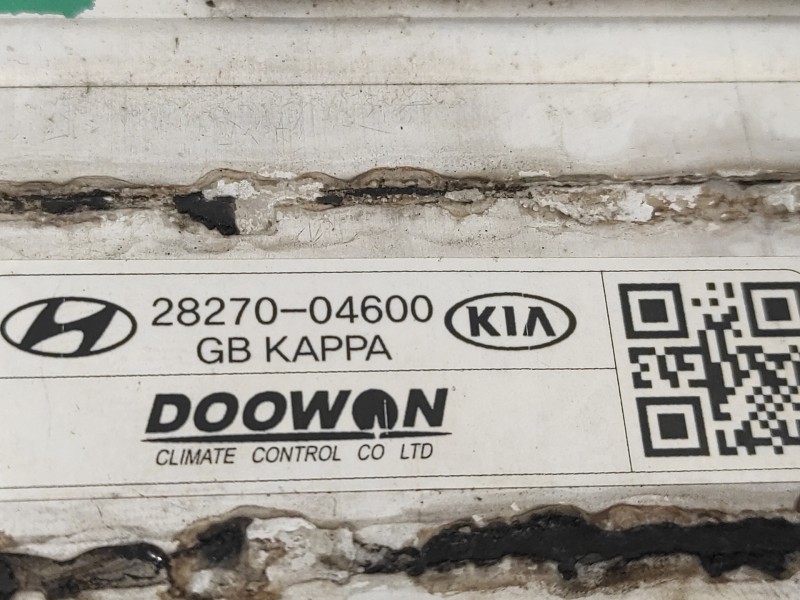 28270-04600 KIA
GB KAPPA
DOOWON
CLIMATE CONTROL CO LTD